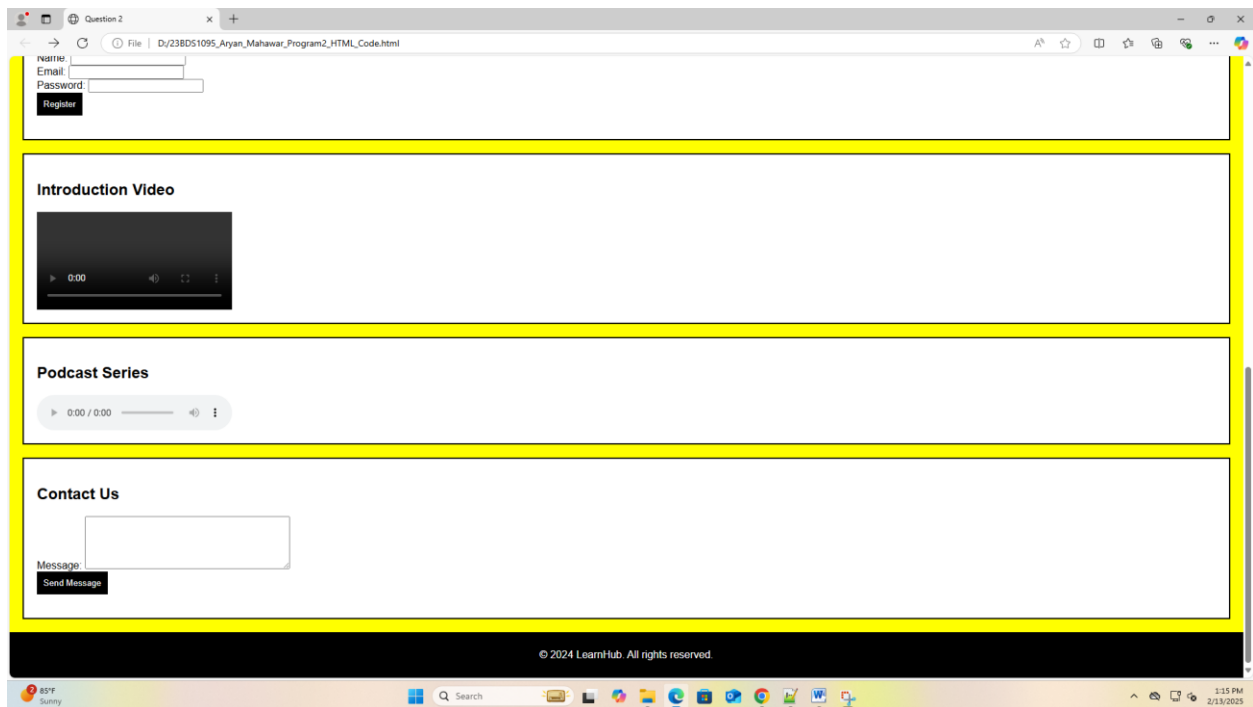 Question 2
File | D:/23BDS1095_Aryan_Mahawar_Program2_HTML_Code.html
Name:
Email:
Password:
Register
Introduction Video
0:00
Podcast Series
0:00 / 0:00
Contact Us
Message:
Send Message
© 2024 LearnHub. All rights reserved.
2
85°F
Sunny
Search
1:15 PM
2/13/2025